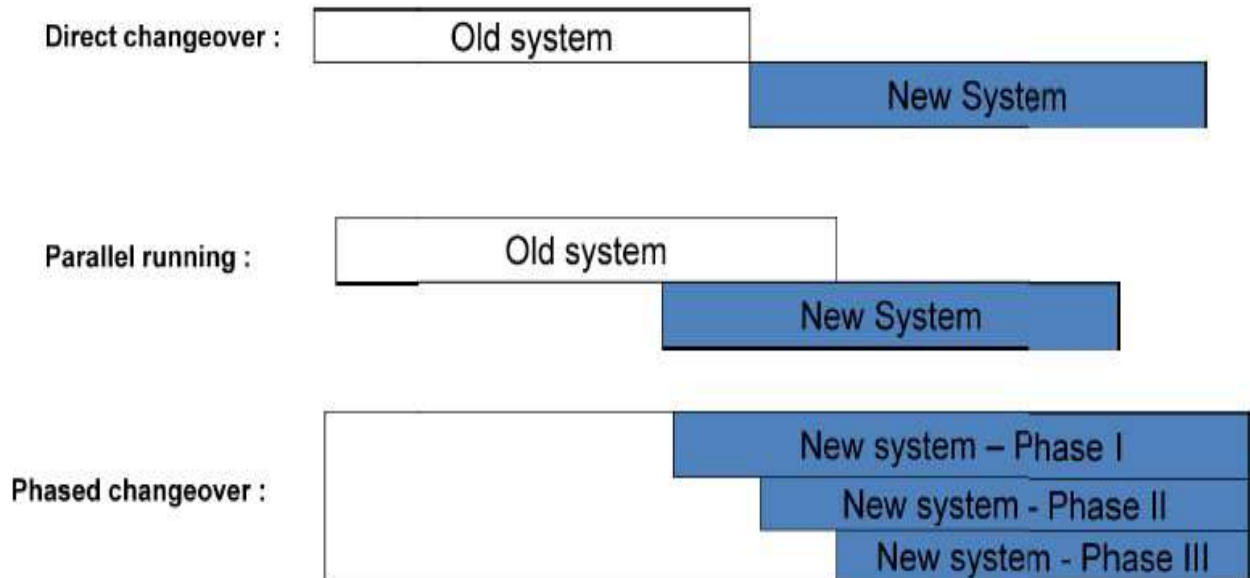 Direct changeover :
Old system
New System
Parallel running :
Old system
New System
Phased changeover :
New system – Phase I
New system - Phase II
New system - Phase III